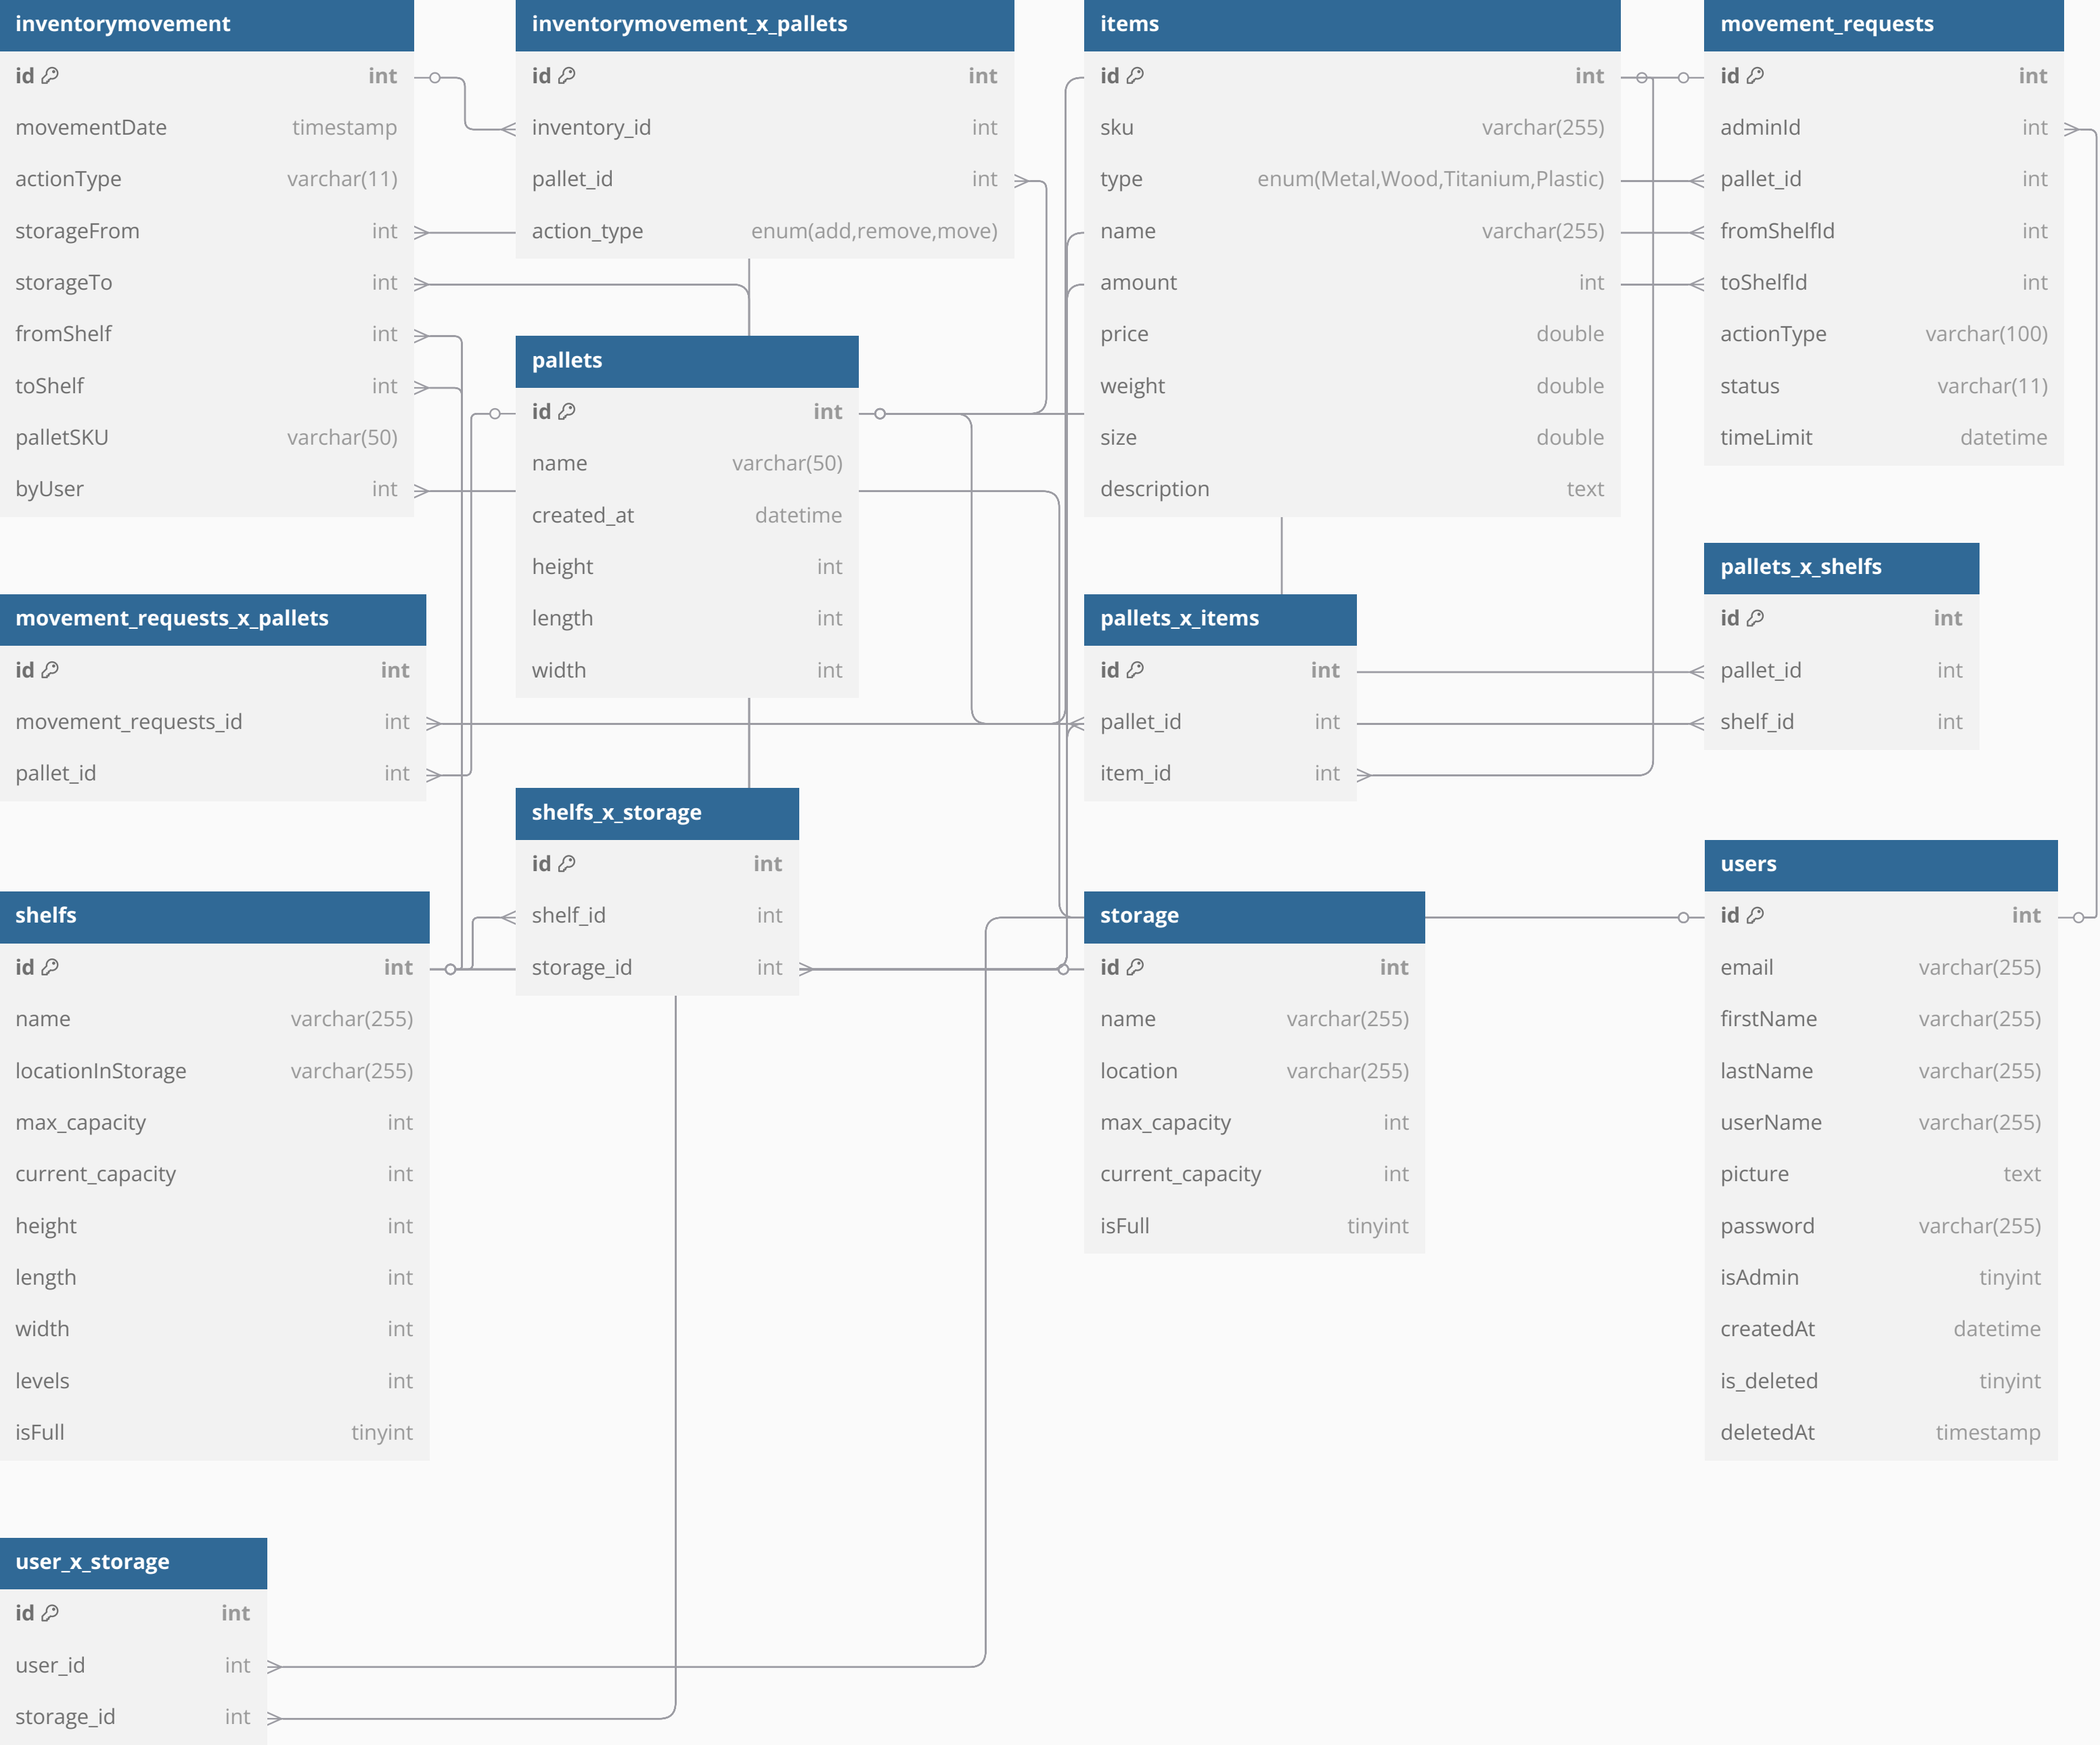 inventorymovement
id int
movementDate timestamp
actionType varchar(11)
storageFrom int
storageTo int
fromShelf int
toShelf int
palletSKU varchar(50)
byUser int
inventorymovement_x_pallets
id int
inventory_id int
pallet_id int
action_type enum(add,remove,move)
items
id int
sku varchar(255)
type enum(Metal,Wood,Titanium,Plastic)
name varchar(255)
amount int
price double
weight double
size double
description text
movement_requests
id int
adminId int
pallet_id int
fromShelfId int
toShelfId int
actionType varchar(100)
status varchar(11)
timeLimit datetime
pallets
id int
name varchar(50)
created_at datetime
height int
length int
width int
movement_requests_x_pallets
id int
movement_requests_id int
pallet_id int
pallets_x_items
id int
pallet_id int
item_id int
pallets_x_shelfs
id int
pallet_id int
shelf_id int
shelfs_x_storage
id int
shelf_id int
storage_id int
shelfs
id int
name varchar(255)
locationInStorage varchar(255)
max_capacity int
current_capacity int
height int
length int
width int
levels int
isFull tinyint
storage
id int
name varchar(255)
location varchar(255)
max_capacity int
current_capacity int
isFull tinyint
users
id int
email varchar(255)
firstName varchar(255)
lastName varchar(255)
userName varchar(255)
picture text
password varchar(255)
isAdmin tinyint
createdAt datetime
is_deleted tinyint
deletedAt timestamp
user_x_storage
id int
user_id int
storage_id int